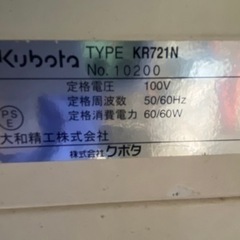 Kubota TYPE KR721N
No.10200
定格電圧 100V
定格周波数 50/60Hz
定格消費電力 60/60W
PS
E
大和精工株式会社
株式会社クボタ